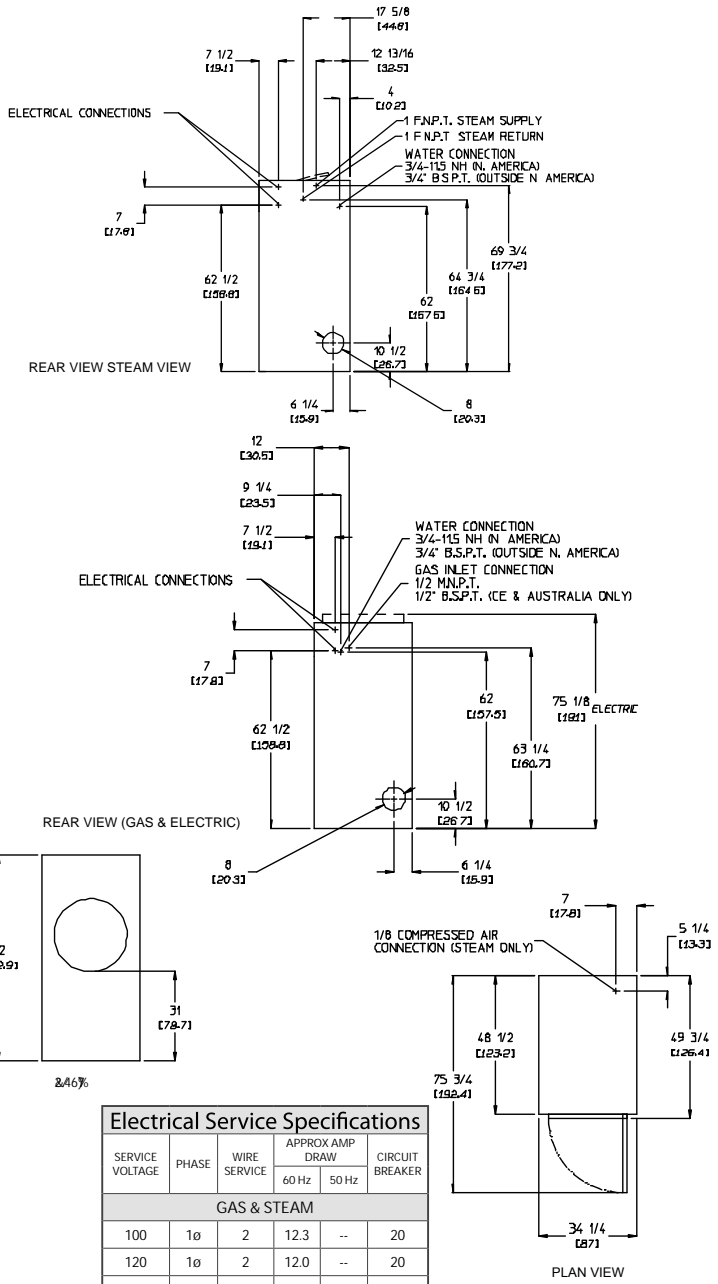 17 5/8
[44.8]
7 1/2
[19.1]
12 13/16
[32.5]
4
[10.2]
ELECTRICAL CONNECTIONS
1 F.N.P.T. STEAM SUPPLY
1 F N.P.T STEAM RETURN
WATER CONNECTION
3/4-11.5 NH (N. AMERICA)
3/4" B.S.P.T. (OUTSIDE N AMERICA)
7
[17.8]
69 3/4
[177.2]
64 3/4
[164 5]
62 1/2
[158.8]
62
[157 5]
10 1/2
[26.7]
REAR VIEW STEAM VIEW
6 1/4
[15.9]
8
[20.3]
12
[30.5]
9 1/4
[23.5]
7 1/2
[19.1]
WATER CONNECTION
3/4-11.5 NH (N AMERICA)
3/4" B.S.P.T. (OUTSIDE N. AMERICA)
GAS INLET CONNECTION
1/2 M.N.P.T.
1/2" B.S.P.T. (CE & AUSTRALIA ONLY)
ELECTRICAL CONNECTIONS
7
[17.8]
62
[157.5]
75 1/8 ELECTRIC
[191]
62 1/2
[158.8]
63 1/4
[160.7]
10 1/2
[26 7]
REAR VIEW (GAS & ELECTRIC)
8
[20.3]
6 1/4
[15.9]
7
[17.8]
1/8 COMPRESSED AIR
CONNECTION (STEAM ONLY)
5 1/4
[13.3]
31
[78.7]
48 1/2
[123.2]
49 3/4
[126.4]
75 3/4
[192.4]
34 1/4
[87]
PLAN VIEW
Electrical Service Specifications
SERVICE VOLTAGE PHASE WIRE SERVICE APPROX AMP DRAW CIRCUIT BREAKER
60 Hz 50 Hz
GAS & STEAM
100 1ø 2 12.3 -- 20
120 1ø 2 12.0 -- 20